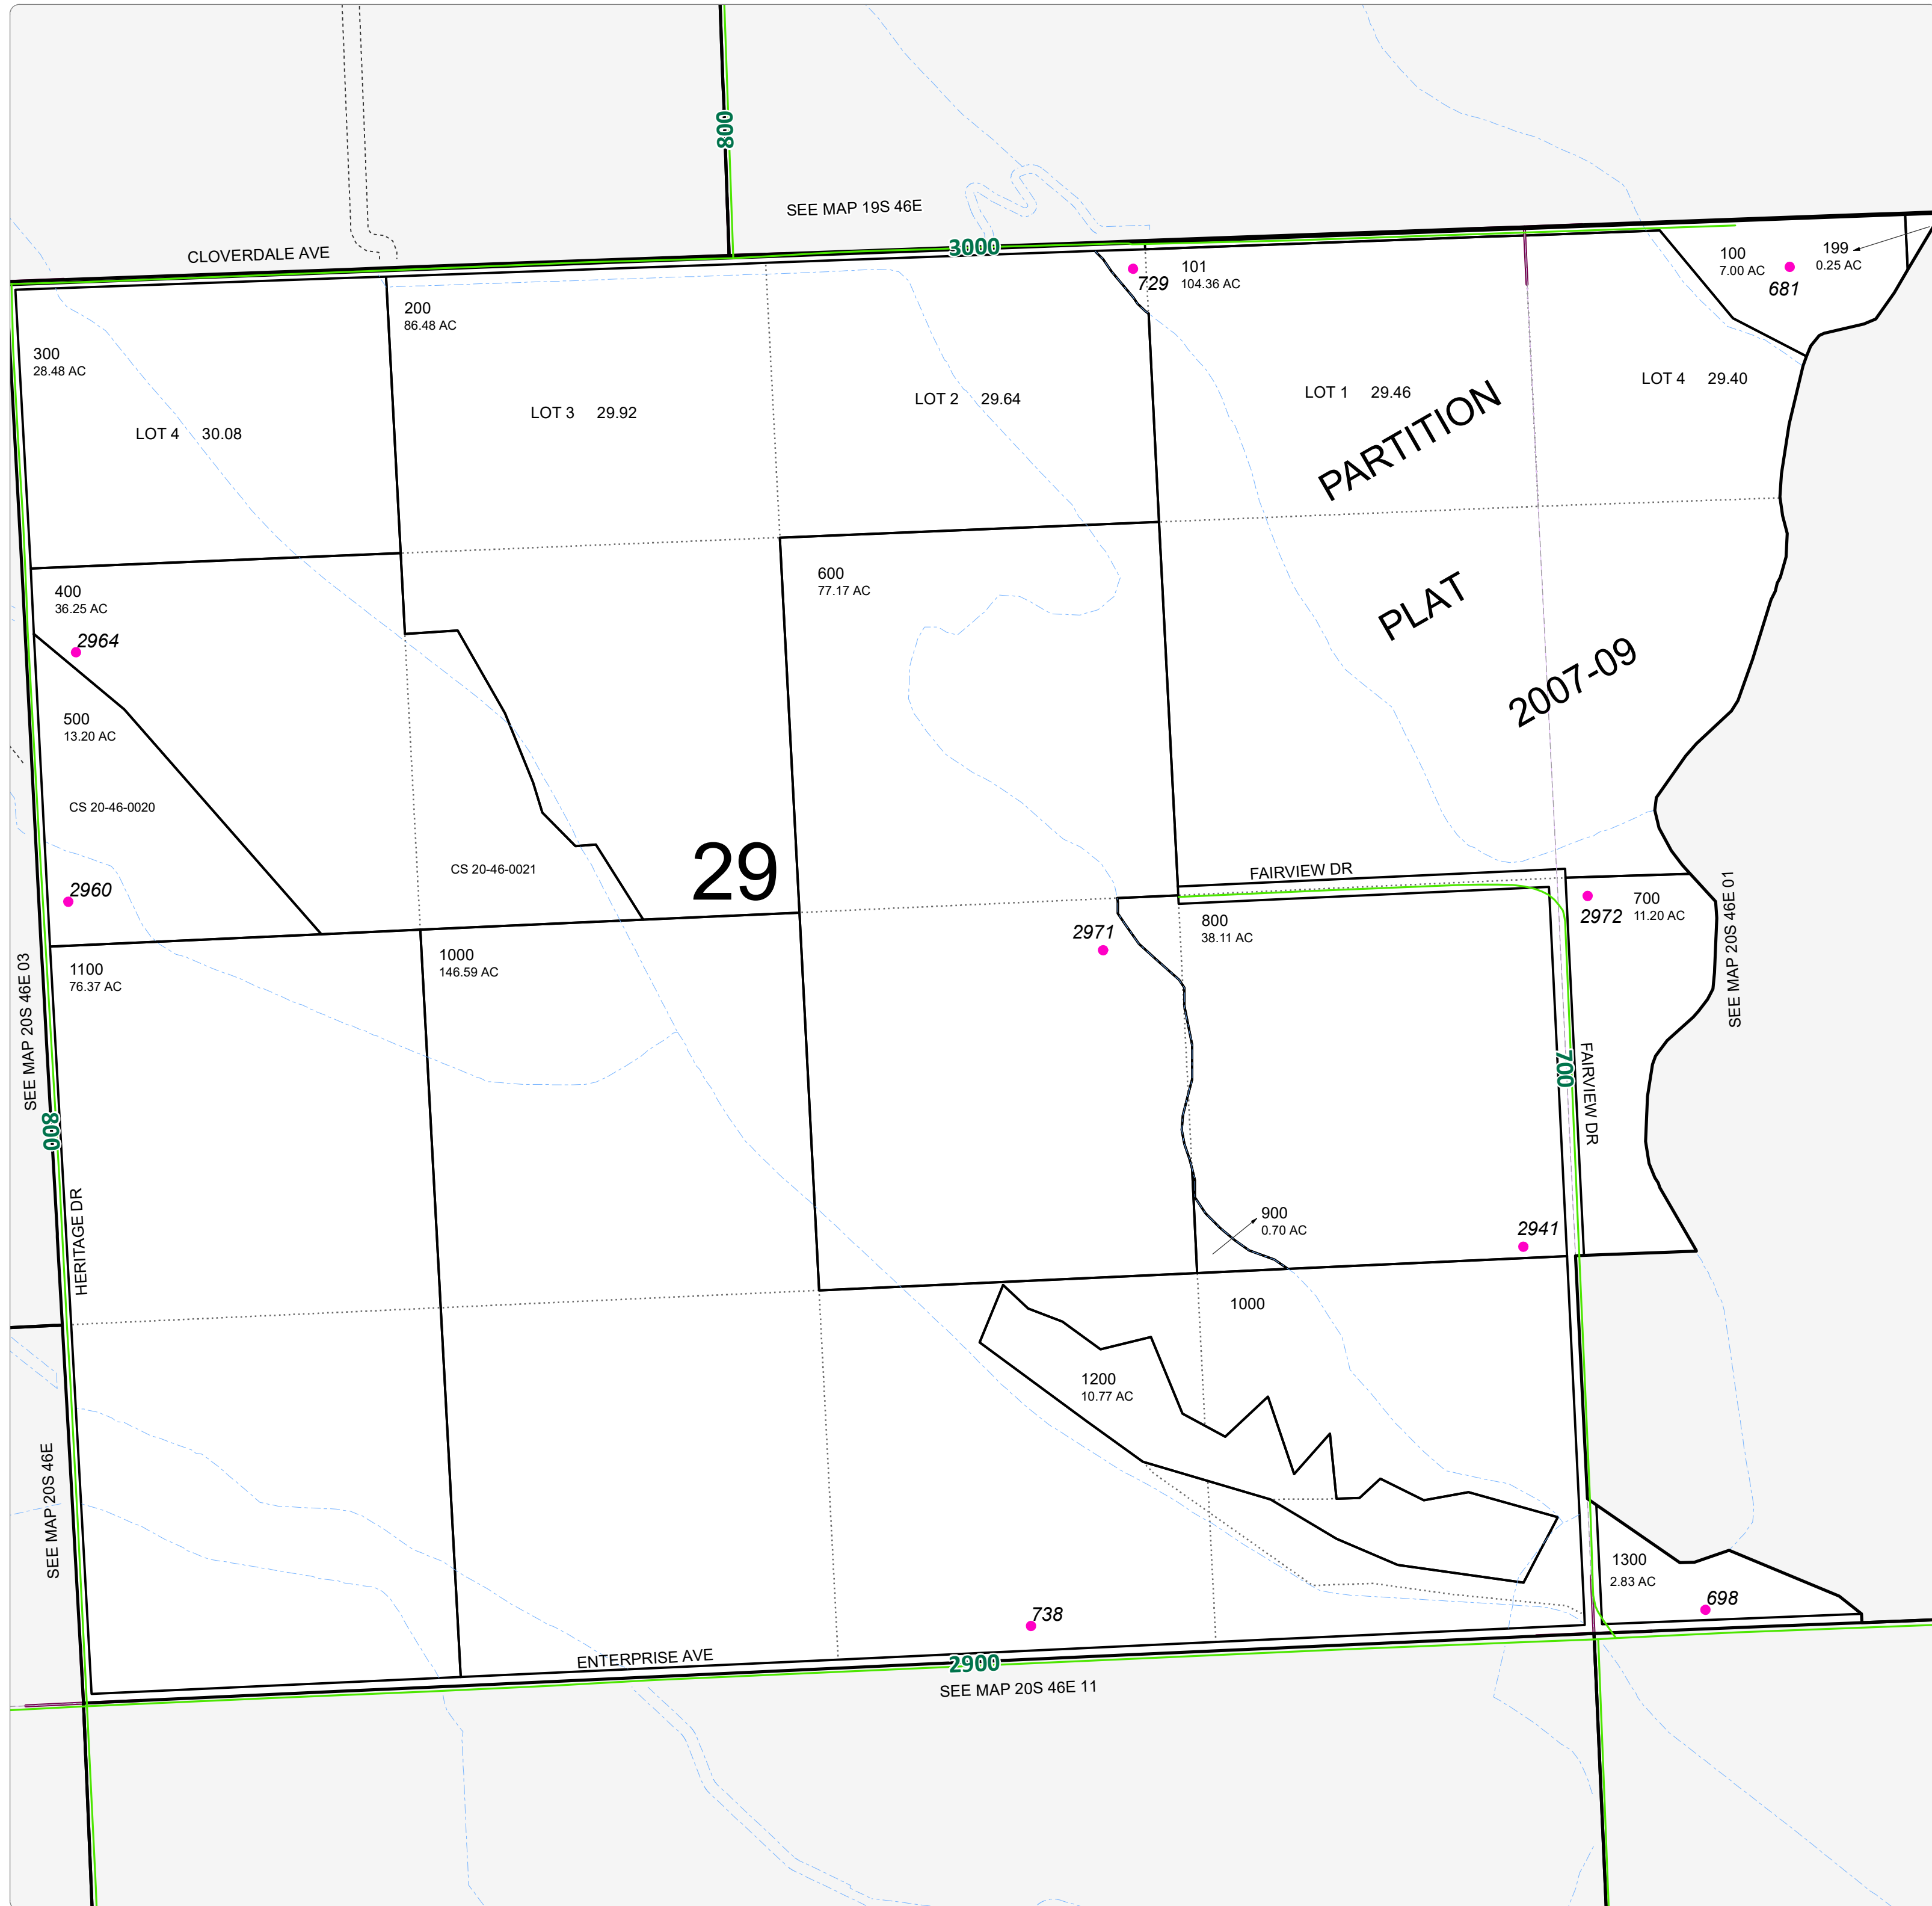 800
SEE MAP 19S 46E
CLOVERDALE AVE
3000
100
7.00 AC
199
0.25 AC
681
101
104.36 AC
729
200
86.48 AC
300
28.48 AC
LOT 4 30.08
LOT 3 29.92
LOT 2 29.64
LOT 1 29.46
LOT 4 29.40
PARTITION
PLAT
2007-09
400
36.25 AC
2964
600
77.17 AC
500
13.20 AC
CS 20-46-0020
2960
CS 20-46-0021
29
FAIRVIEW DR
800
38.11 AC
2971
2972
700
11.20 AC
SEE MAP 20S 46E 01
1100
76.37 AC
1000
146.59 AC
SEE MAP 20S 46E 03
800
HERITAGE DR
700
FAIRVIEW DR
900
0.70 AC
2941
1000
1200
10.77 AC
SEE MAP 20S 46E
1300
2.83 AC
698
738
ENTERPRISE AVE
2900
SEE MAP 20S 46E 11